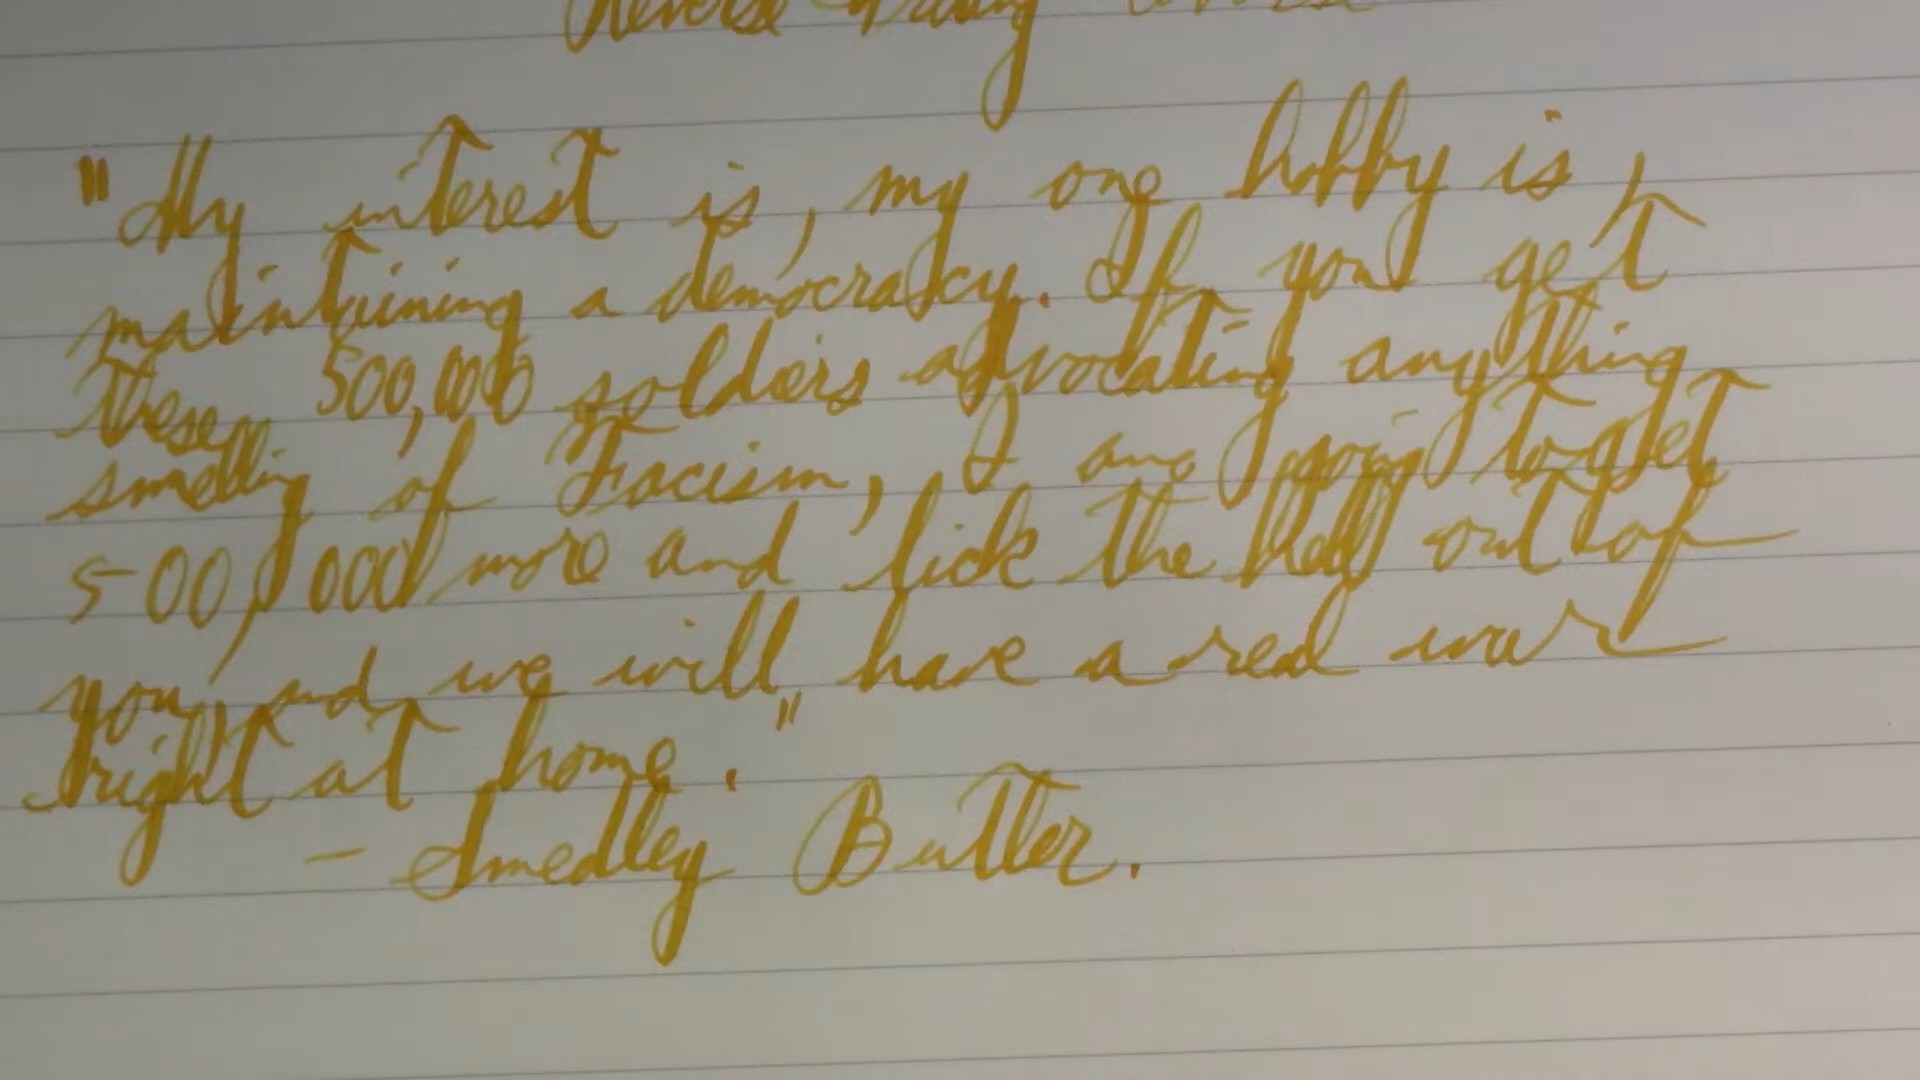 Reverse
"My interest is, my one hobby is,
maintaining a democracy. If you get
these 500,000 soldiers advocating anything
smelling of Facism, I am going to get
500,000 more and lick the hell out of
you, and we will have a real war
right at home."
- Smedley Butler.